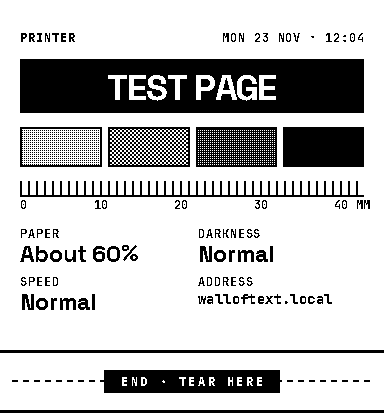 PRINTER MON 23 NOV · 12:04
TEST PAGE
0 10 20 30 40 MM
PAPER DARKNESS
About 60% Normal
SPEED ADDRESS
Normal walloftext.local
END · TEAR HERE